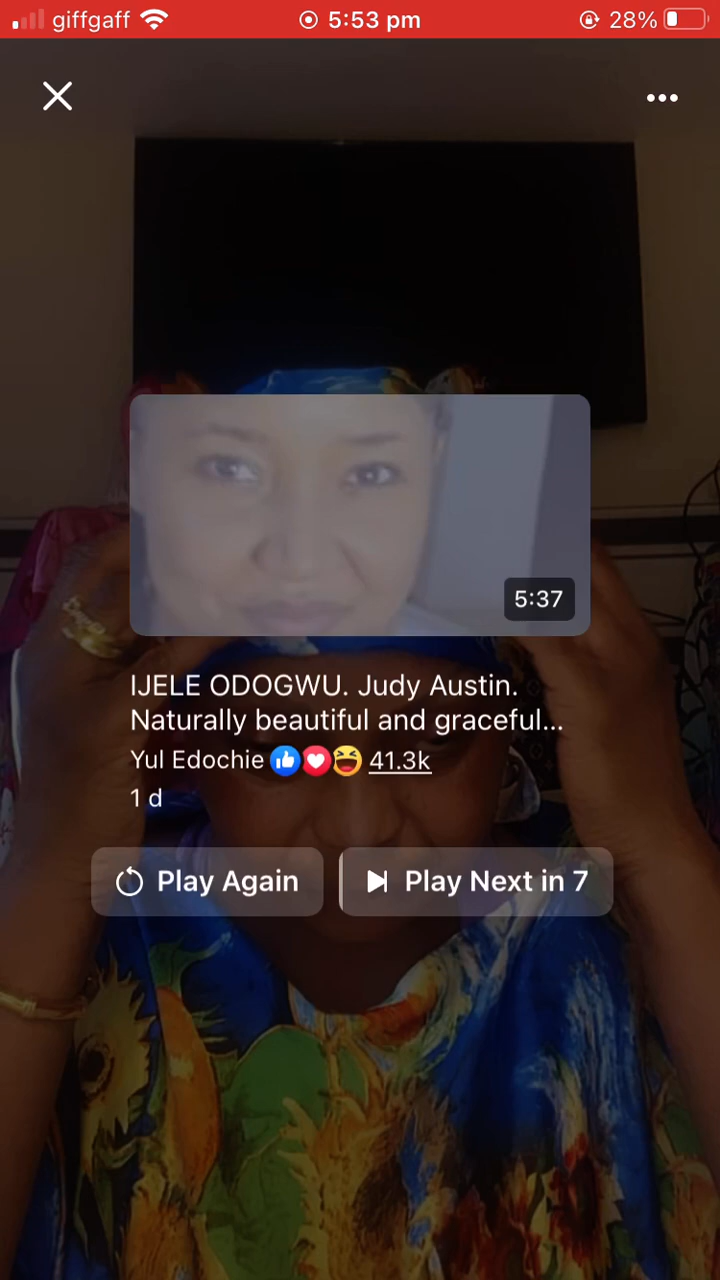 giffgaff 5:53 pm 28%
5:37
IJELE ODOGWU. Judy Austin.
Naturally beautiful and graceful...
Yul Edochie 41.3k
1 d
Play Again Play Next in 7